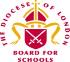 THE DIOCESE OF LONDON
BOARD FOR
SCHOOLS